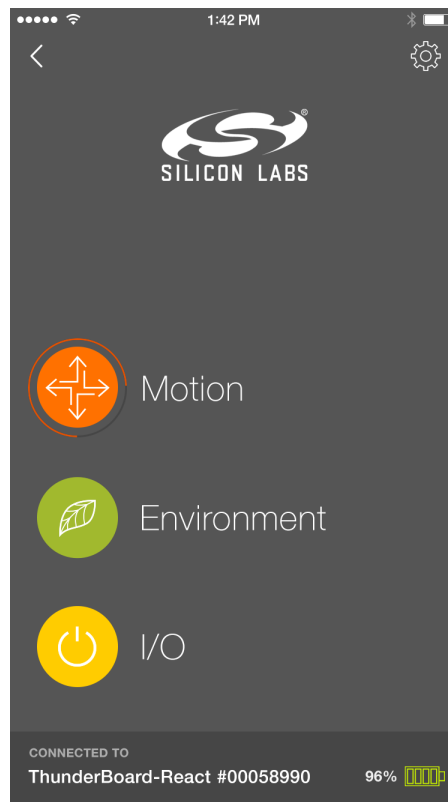 1:42 PM
®
SILICON LABS
Motion
Environment
I/O
CONNECTED TO
ThunderBoard-React #00058990
96%